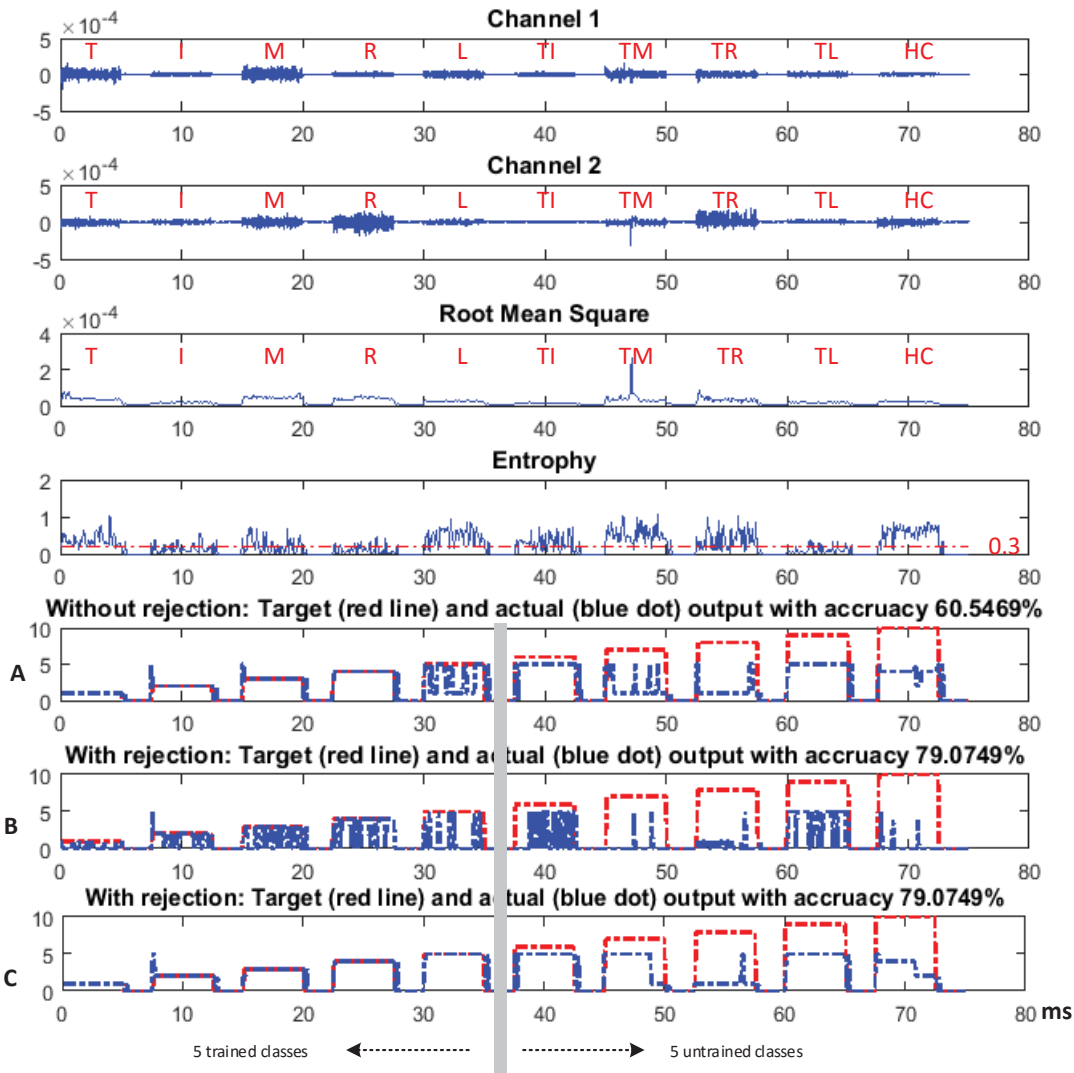 Channel 1
×10-4
T I M R L TI TM TR TL HC
5
0
-5
0 10 20 30 40 50 60 70 80
Channel 2
×10-4
T I M R L TI TM TR TL HC
5
0
-5
0 10 20 30 40 50 60 70 80
Root Mean Square
×10-4
T I M R L TI TM TR TL HC
4
2
0
0 10 20 30 40 50 60 70 80
Entrophy
2
1
0
0.3
0 10 20 30 40 50 60 70 80
Without rejection: Target (red line) and actual (blue dot) output with accruacy 60.5469%
A
10
5
0
0 10 20 30 40 50 60 70 80
With rejection: Target (red line) and actual (blue dot) output with accruacy 79.0749%
B
10
5
0
0 10 20 30 40 50 60 70 80
With rejection: Target (red line) and actual (blue dot) output with accruacy 79.0749%
C
10
5
0
0 10 20 30 40 50 60 70 80 ms
5 trained classes 5 untrained classes